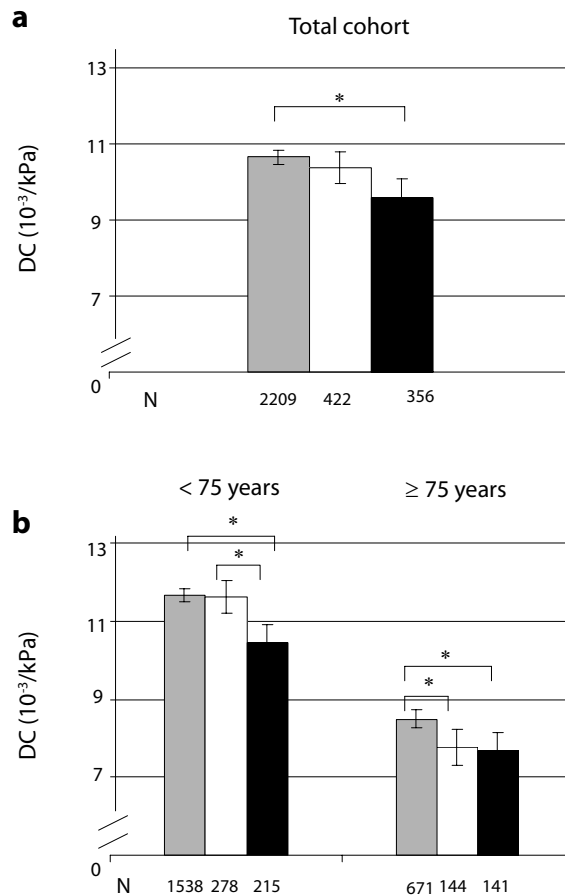 a
Total cohort
13
*
11
9
7
0
DC (10⁻³/kPa)
N 2209 422 356
< 75 years ≥ 75 years
b
13
*
*
11
*
9
*
7
0
DC (10⁻³/kPa)
N 1538 278 215 671 144 141